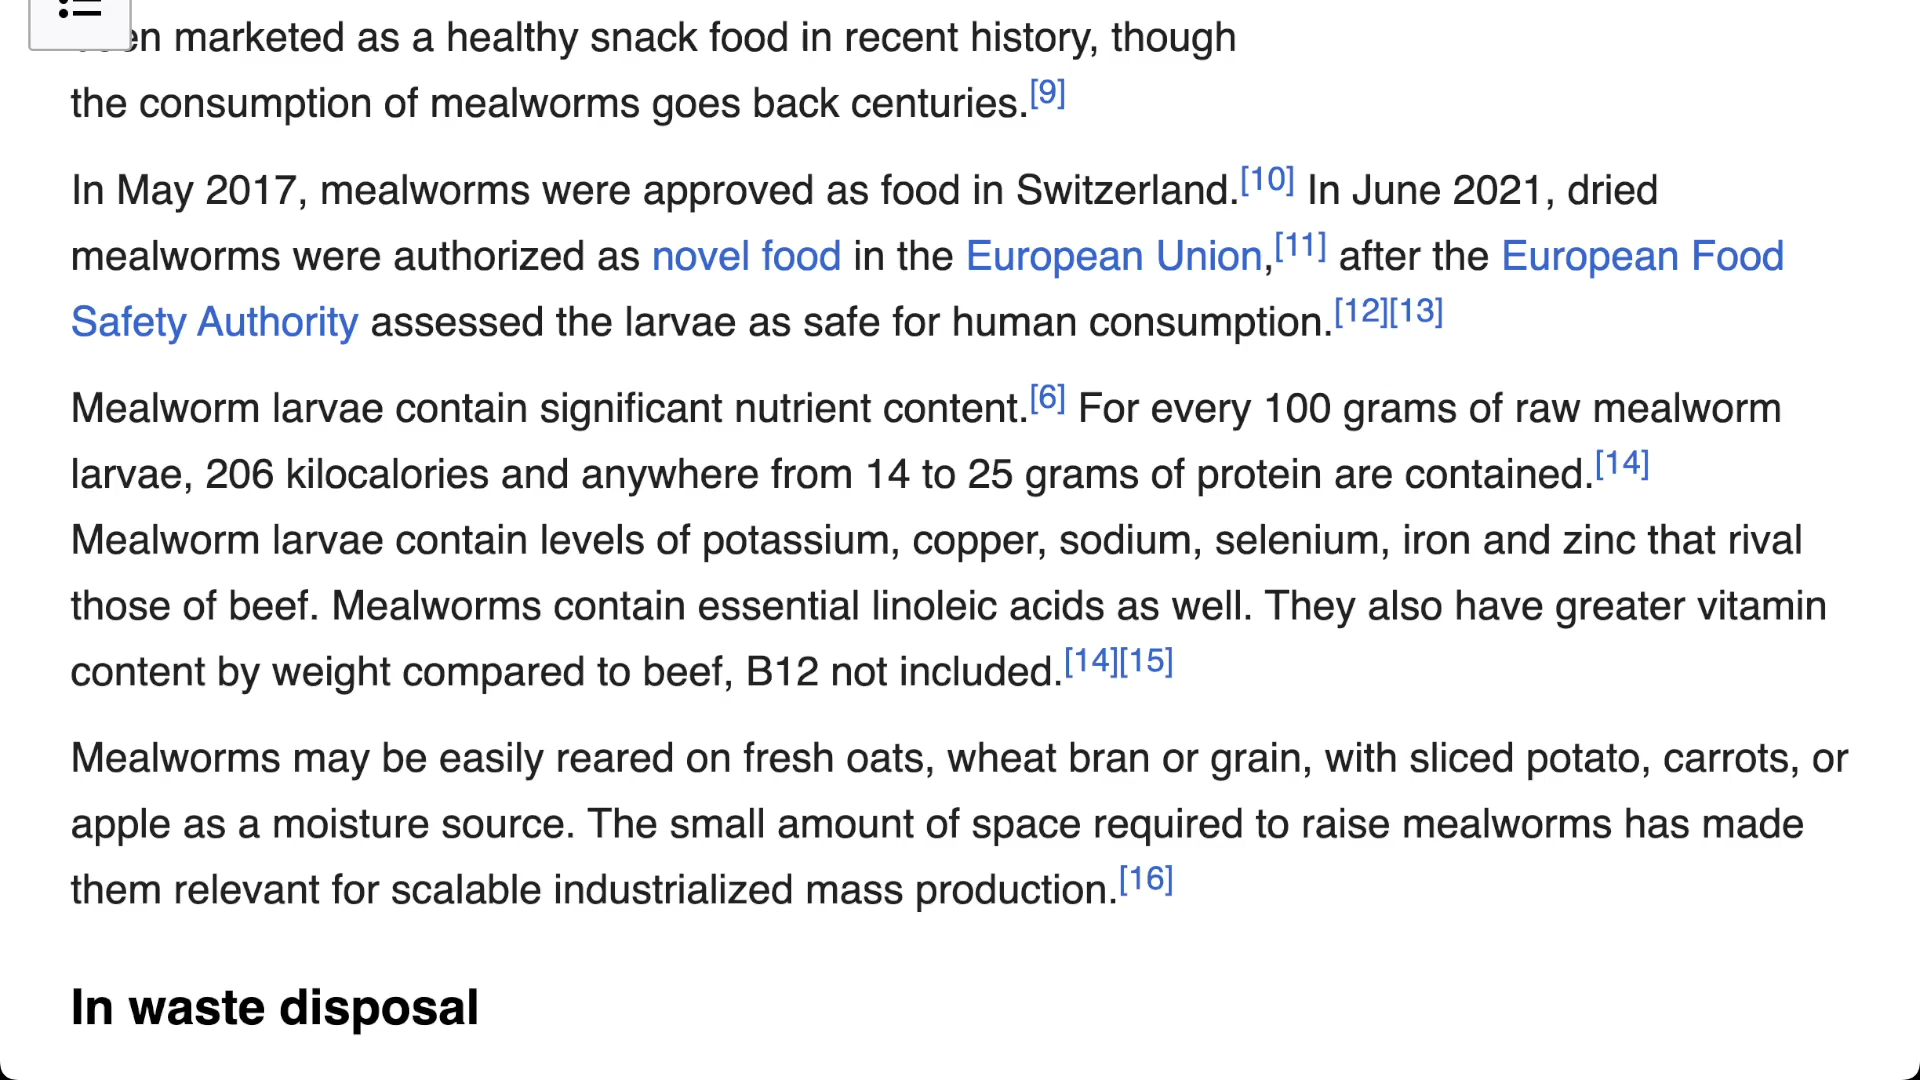 en marketed as a healthy snack food in recent history, though
the consumption of mealworms goes back centuries.[9]
In May 2017, mealworms were approved as food in Switzerland.[10] In June 2021, dried
mealworms were authorized as novel food in the European Union,[11] after the European Food
Safety Authority assessed the larvae as safe for human consumption.[12][13]
Mealworm larvae contain significant nutrient content.[6] For every 100 grams of raw mealworm
larvae, 206 kilocalories and anywhere from 14 to 25 grams of protein are contained.[14]
Mealworm larvae contain levels of potassium, copper, sodium, selenium, iron and zinc that rival
those of beef. Mealworms contain essential linoleic acids as well. They also have greater vitamin
content by weight compared to beef, B12 not included.[14][15]
Mealworms may be easily reared on fresh oats, wheat bran or grain, with sliced potato, carrots, or
apple as a moisture source. The small amount of space required to raise mealworms has made
them relevant for scalable industrialized mass production.[16]
In waste disposal